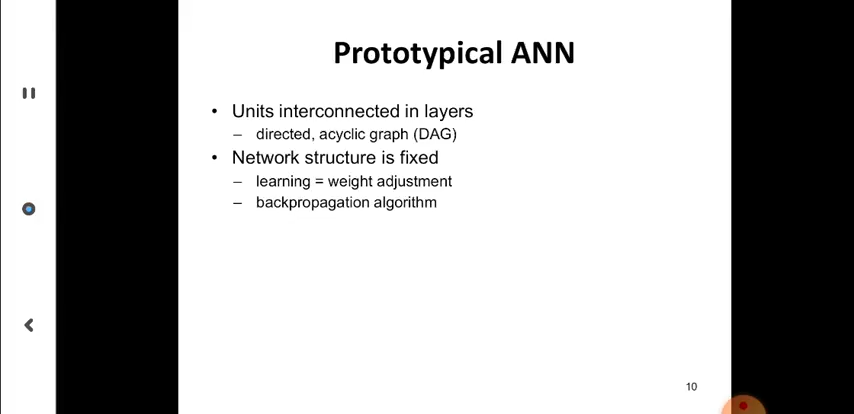 Prototypical ANN
• Units interconnected in layers
– directed, acyclic graph (DAG)
• Network structure is fixed
– learning = weight adjustment
– backpropagation algorithm
10